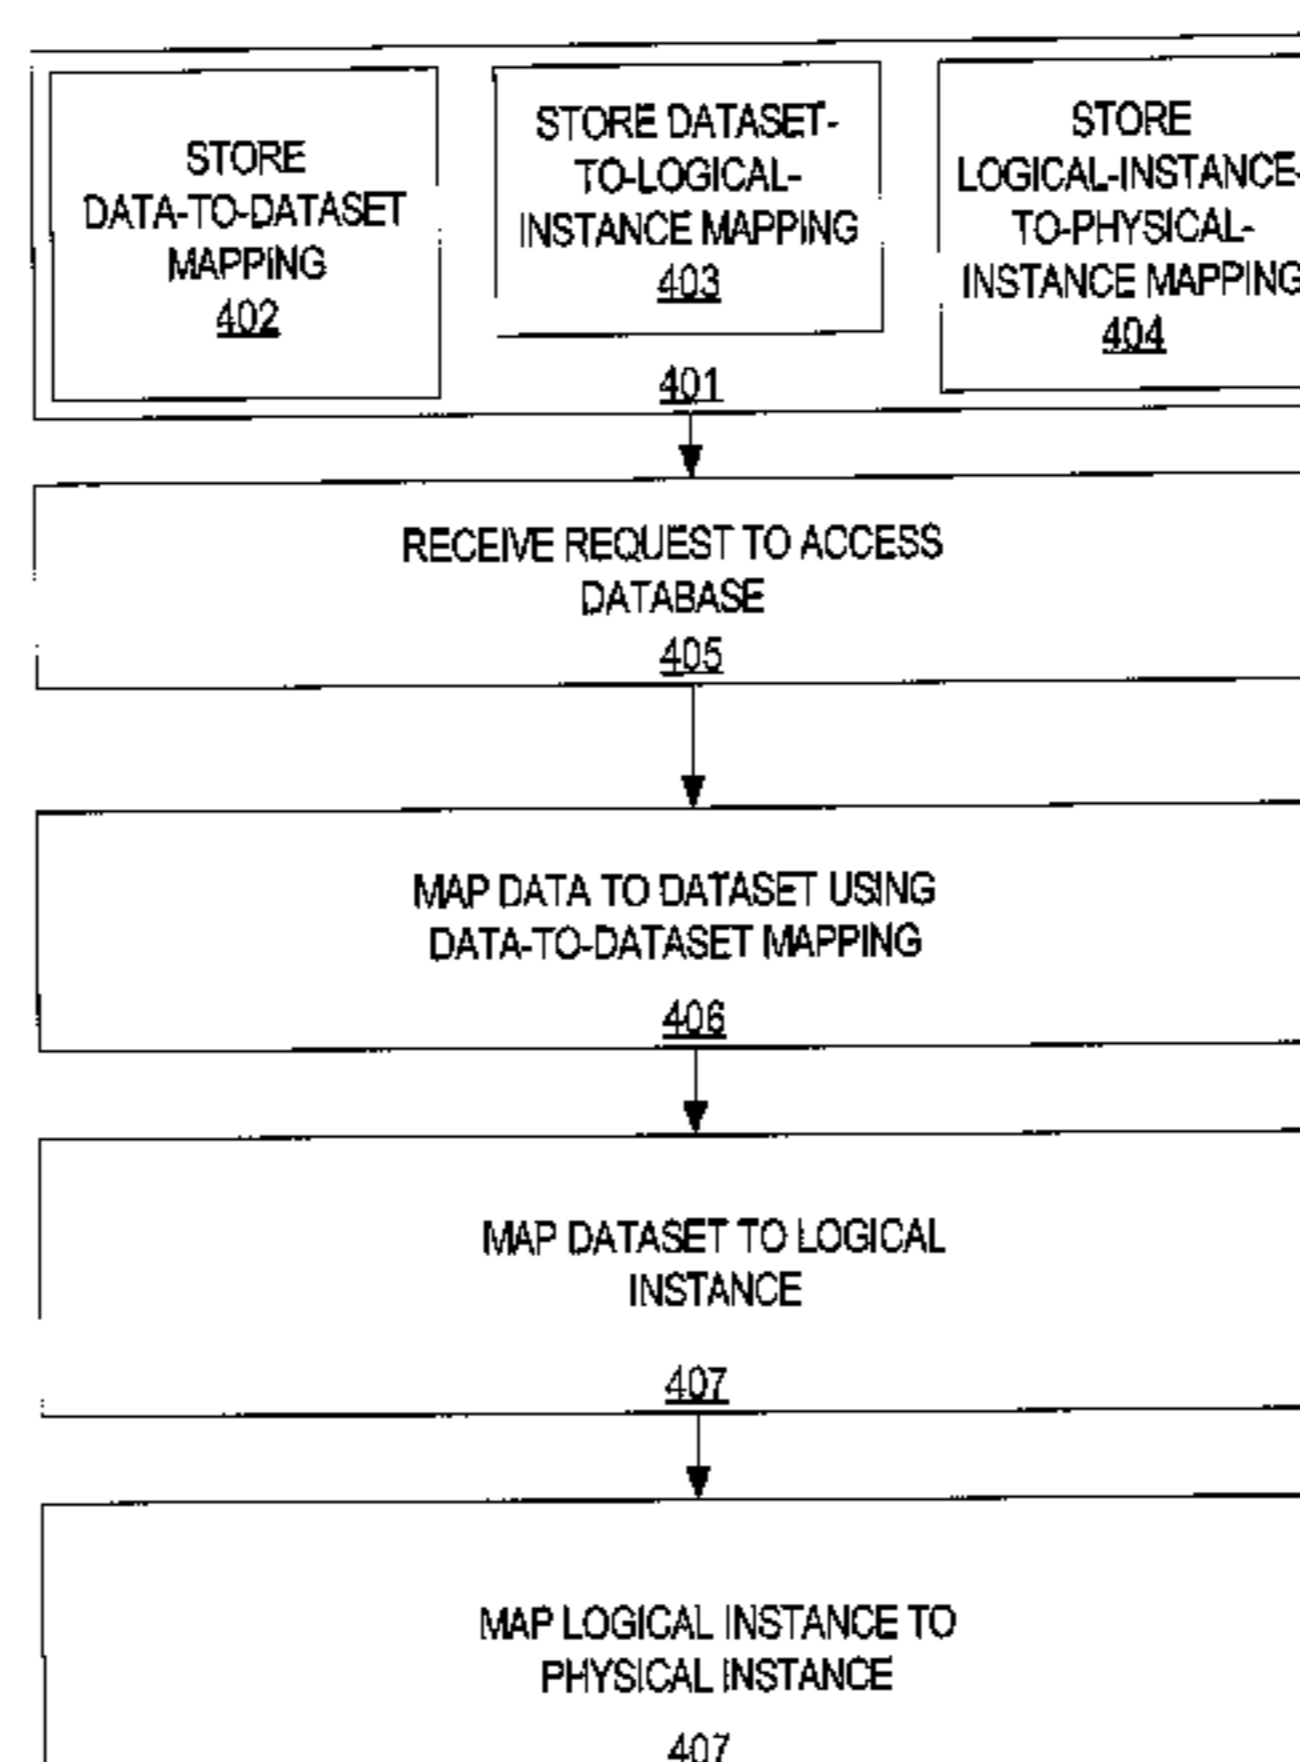 STORE
DATA-TO-DATASET
MAPPING
402
STORE DATASET-
TO-LOGICAL-
INSTANCE MAPPING
403
STORE
LOGICAL-INSTANCE-
TO-PHYSICAL-
INSTANCE MAPPING
404
401
RECEIVE REQUEST TO ACCESS
DATABASE
405
MAP DATA TO DATASET USING
DATA-TO-DATASET MAPPING
406
MAP DATASET TO LOGICAL
INSTANCE
407
MAP LOGICAL INSTANCE TO
PHYSICAL INSTANCE
407